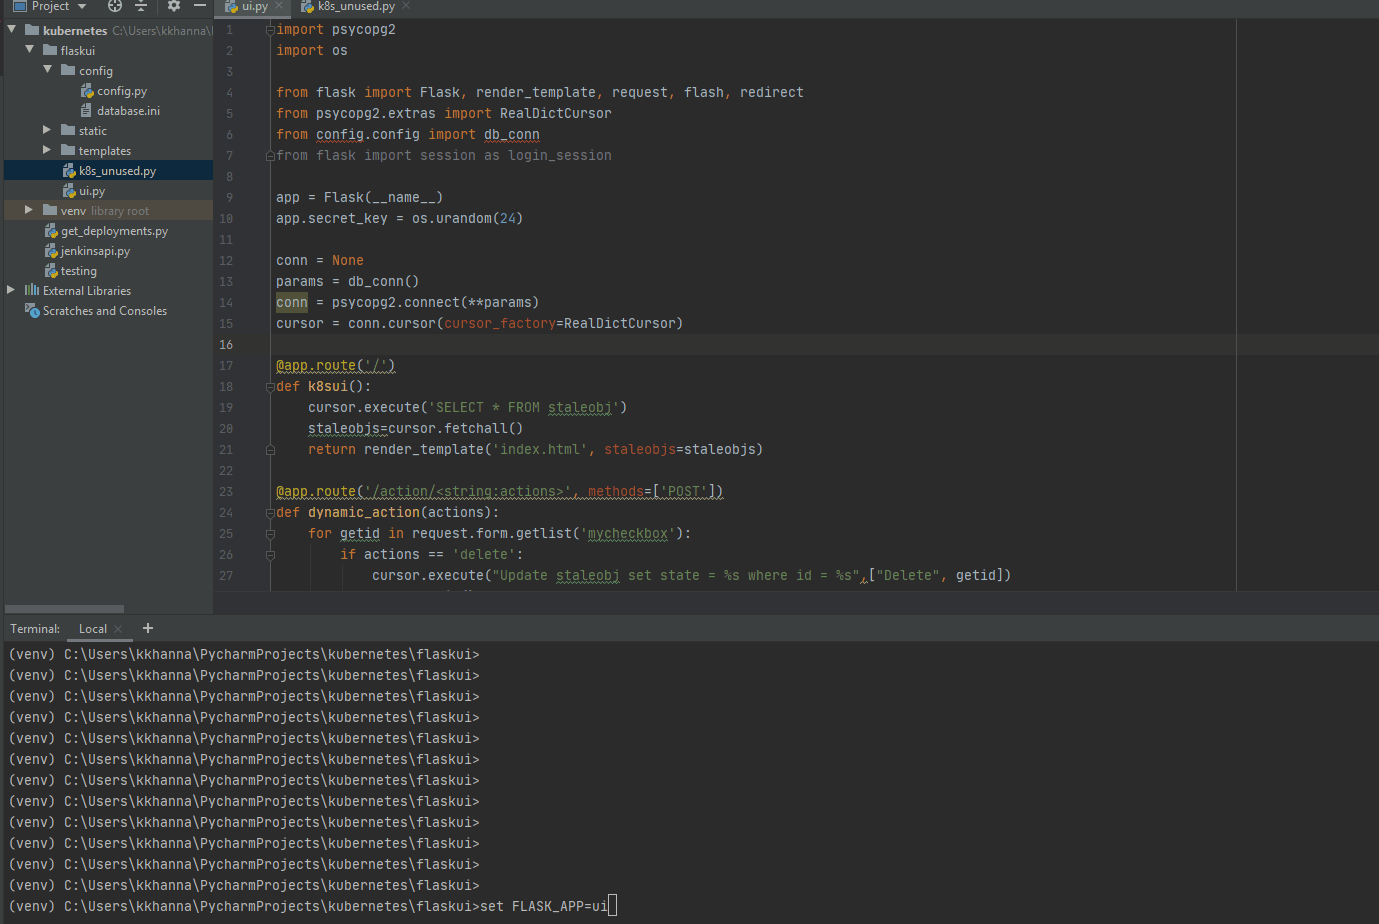 Project
ui.py
k8s_unused.py
kubernetes C:\Users\kkhanna\
flaskui
config
config.py
database.ini
static
templates
k8s_unused.py
ui.py
venv library root
get_deployments.py
jenkinsapi.py
testing
External Libraries
Scratches and Consoles
1 import psycopg2
2 import os
3
4 from flask import Flask, render_template, request, flash, redirect
5 from psycopg2.extras import RealDictCursor
6 from config.config import db_conn
7 from flask import session as login_session
8
9 app = Flask(__name__)
10 app.secret_key = os.urandom(24)
11
12 conn = None
13 params = db_conn()
14 conn = psycopg2.connect(**params)
15 cursor = conn.cursor(cursor_factory=RealDictCursor)
16
17 @app.route('/')
18 def k8sui():
19 cursor.execute('SELECT * FROM staleobj')
20 staleobjs=cursor.fetchall()
21 return render_template('index.html', staleobjs=staleobjs)
22
23 @app.route('/action/<string:actions>', methods=['POST'])
24 def dynamic_action(actions):
25 for getid in request.form.getlist('mycheckbox'):
26 if actions == 'delete':
27 cursor.execute("Update staleobj set state = %s where id = %s",["Delete", getid])
Terminal: Local +
(venv) C:\Users\kkhanna\PycharmProjects\kubernetes\flaskui>
(venv) C:\Users\kkhanna\PycharmProjects\kubernetes\flaskui>
(venv) C:\Users\kkhanna\PycharmProjects\kubernetes\flaskui>
(venv) C:\Users\kkhanna\PycharmProjects\kubernetes\flaskui>
(venv) C:\Users\kkhanna\PycharmProjects\kubernetes\flaskui>
(venv) C:\Users\kkhanna\PycharmProjects\kubernetes\flaskui>
(venv) C:\Users\kkhanna\PycharmProjects\kubernetes\flaskui>
(venv) C:\Users\kkhanna\PycharmProjects\kubernetes\flaskui>
(venv) C:\Users\kkhanna\PycharmProjects\kubernetes\flaskui>
(venv) C:\Users\kkhanna\PycharmProjects\kubernetes\flaskui>
(venv) C:\Users\kkhanna\PycharmProjects\kubernetes\flaskui>
(venv) C:\Users\kkhanna\PycharmProjects\kubernetes\flaskui>
(venv) C:\Users\kkhanna\PycharmProjects\kubernetes\flaskui>set FLASK_APP=ui